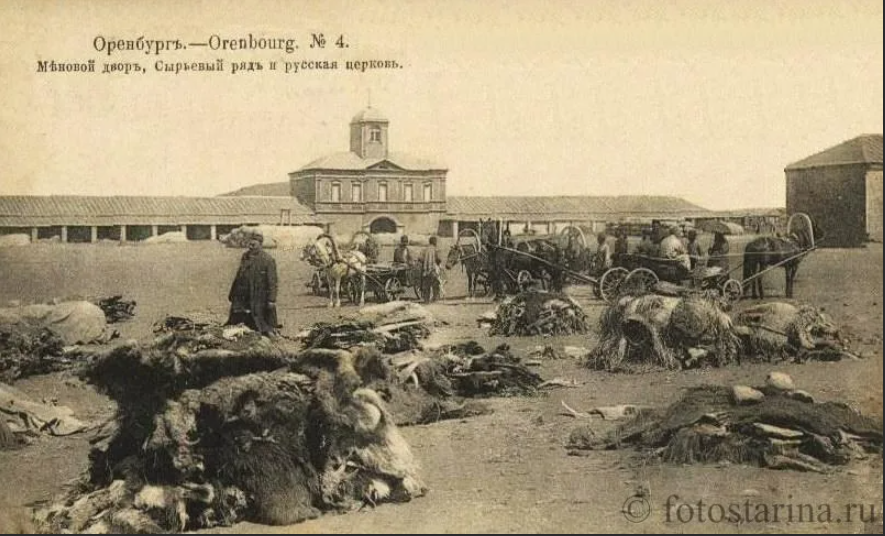 Оренбургъ.—Orenbourg. № 4.
Мѣновой дворъ, Сырьевый рядъ и русская церковь.
© fotostarina.ru